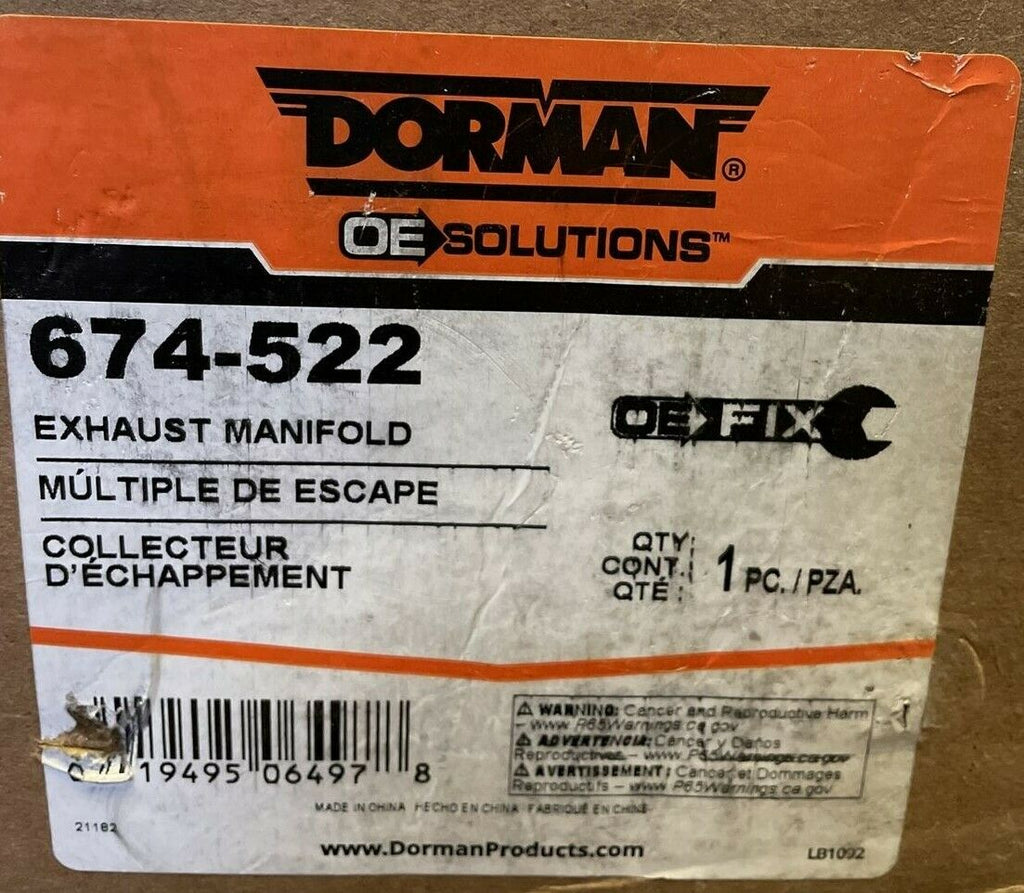 DORMAN®
OE SOLUTIONS™
674-522
EXHAUST MANIFOLD
MÚLTIPLE DE ESCAPE
COLLECTEUR
D'ÉCHAPPEMENT
OE FIX
QTY:
CONT.:
QTÉ :
1 PC. / PZA.
0 19495 06497 8
⚠ WARNING: Cancer and Reproductive Harm
– www.P65Warnings.ca.gov
⚠ ADVERTENCIA: Cáncer y Daños
Reproductivos – www.P65Warnings.ca.gov
⚠ AVERTISSEMENT : Cancer et Dommages
Reproductifs – www.P65Warnings.ca.gov
MADE IN CHINA HECHO EN CHINA FABRIQUÉ EN CHINE
21182
www.DormanProducts.com
LB1092